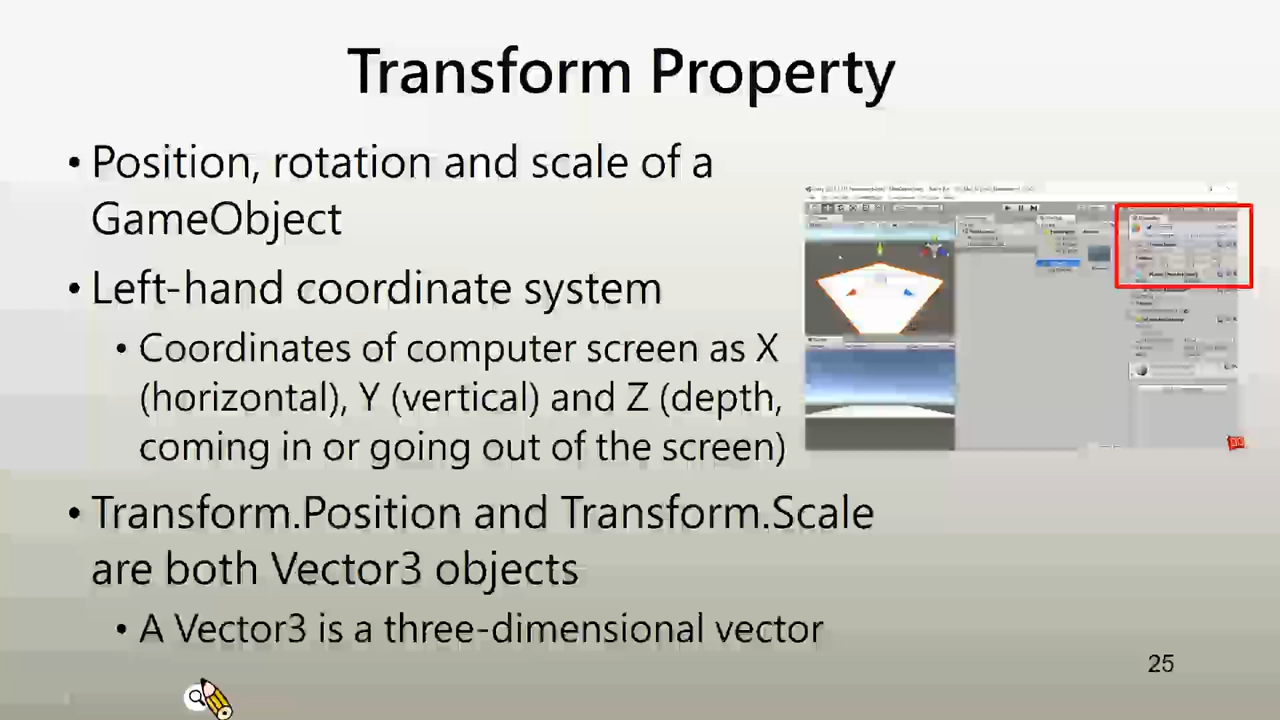 Transform Property
• Position, rotation and scale of a
GameObject
• Left-hand coordinate system
• Coordinates of computer screen as X
(horizontal), Y (vertical) and Z (depth,
coming in or going out of the screen)
• Transform.Position and Transform.Scale
are both Vector3 objects
• A Vector3 is a three-dimensional vector
25